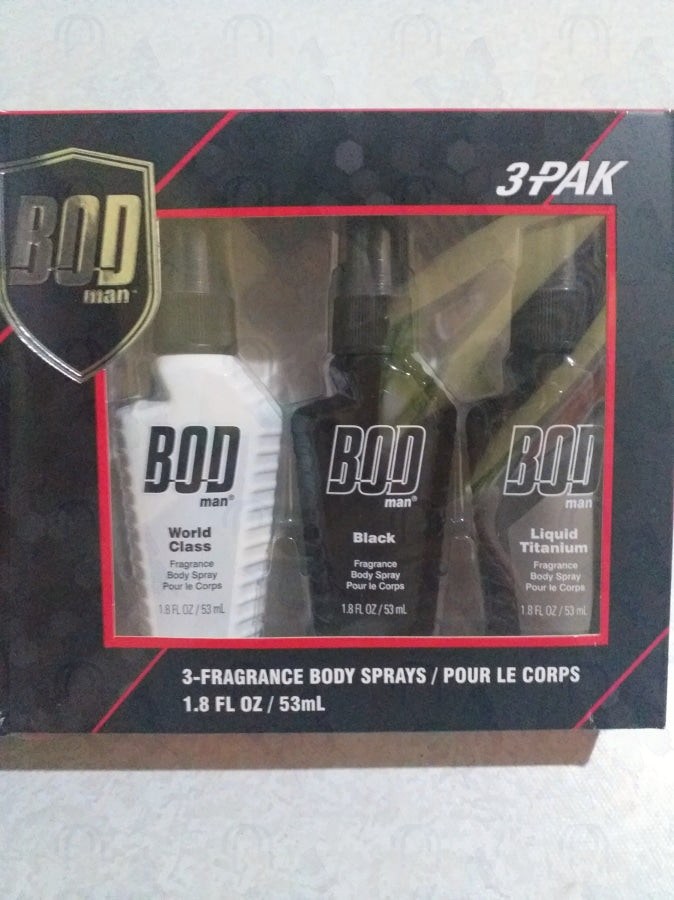 3-PAK
BOD
man™
BOD
man®
World
Class
Fragrance
Body Spray
Pour le Corps
1.8 FL OZ / 53 mL
BOD
man®
Black
Fragrance
Body Spray
Pour le Corps
1.8 FL OZ / 53 mL
BOD
man
Liquid
Titanium
Fragrance
Body Spray
Pour le Corps
1.8 FL OZ / 53 mL
3-FRAGRANCE BODY SPRAYS / POUR LE CORPS
1.8 FL OZ / 53mL